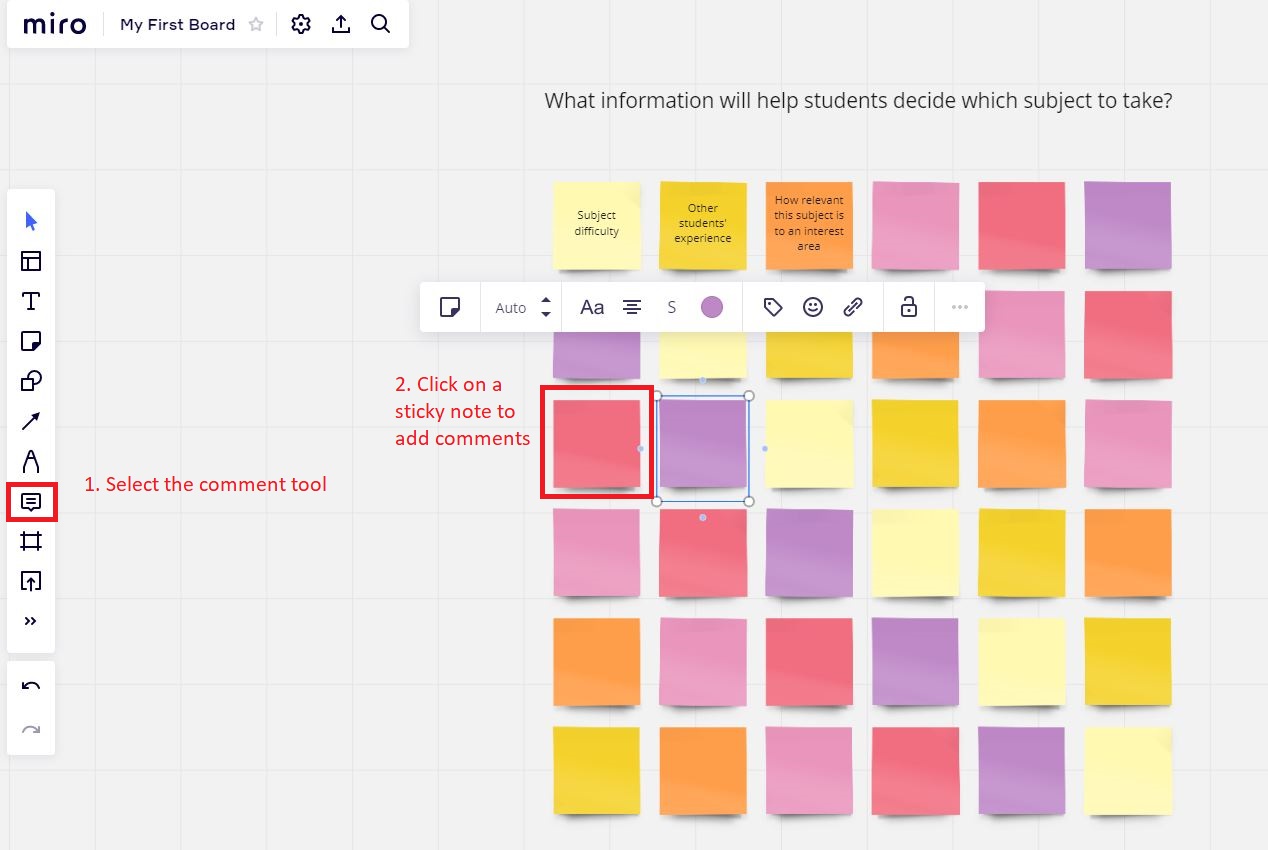 miro
My First Board
What information will help students decide which subject to take?
Subject
difficulty
Other
students'
experience
How relevant
this subject is
to an interest
area
Auto
Aa
S
2. Click on a
sticky note to
add comments
1. Select the comment tool